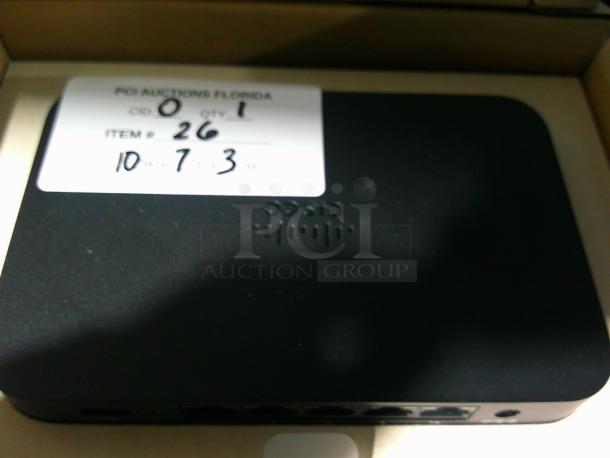 PCI AUCTIONS FLORIDA
CID 0 QTY 1
ITEM # 26
10 7 3
PCI
AUCTION GROUP